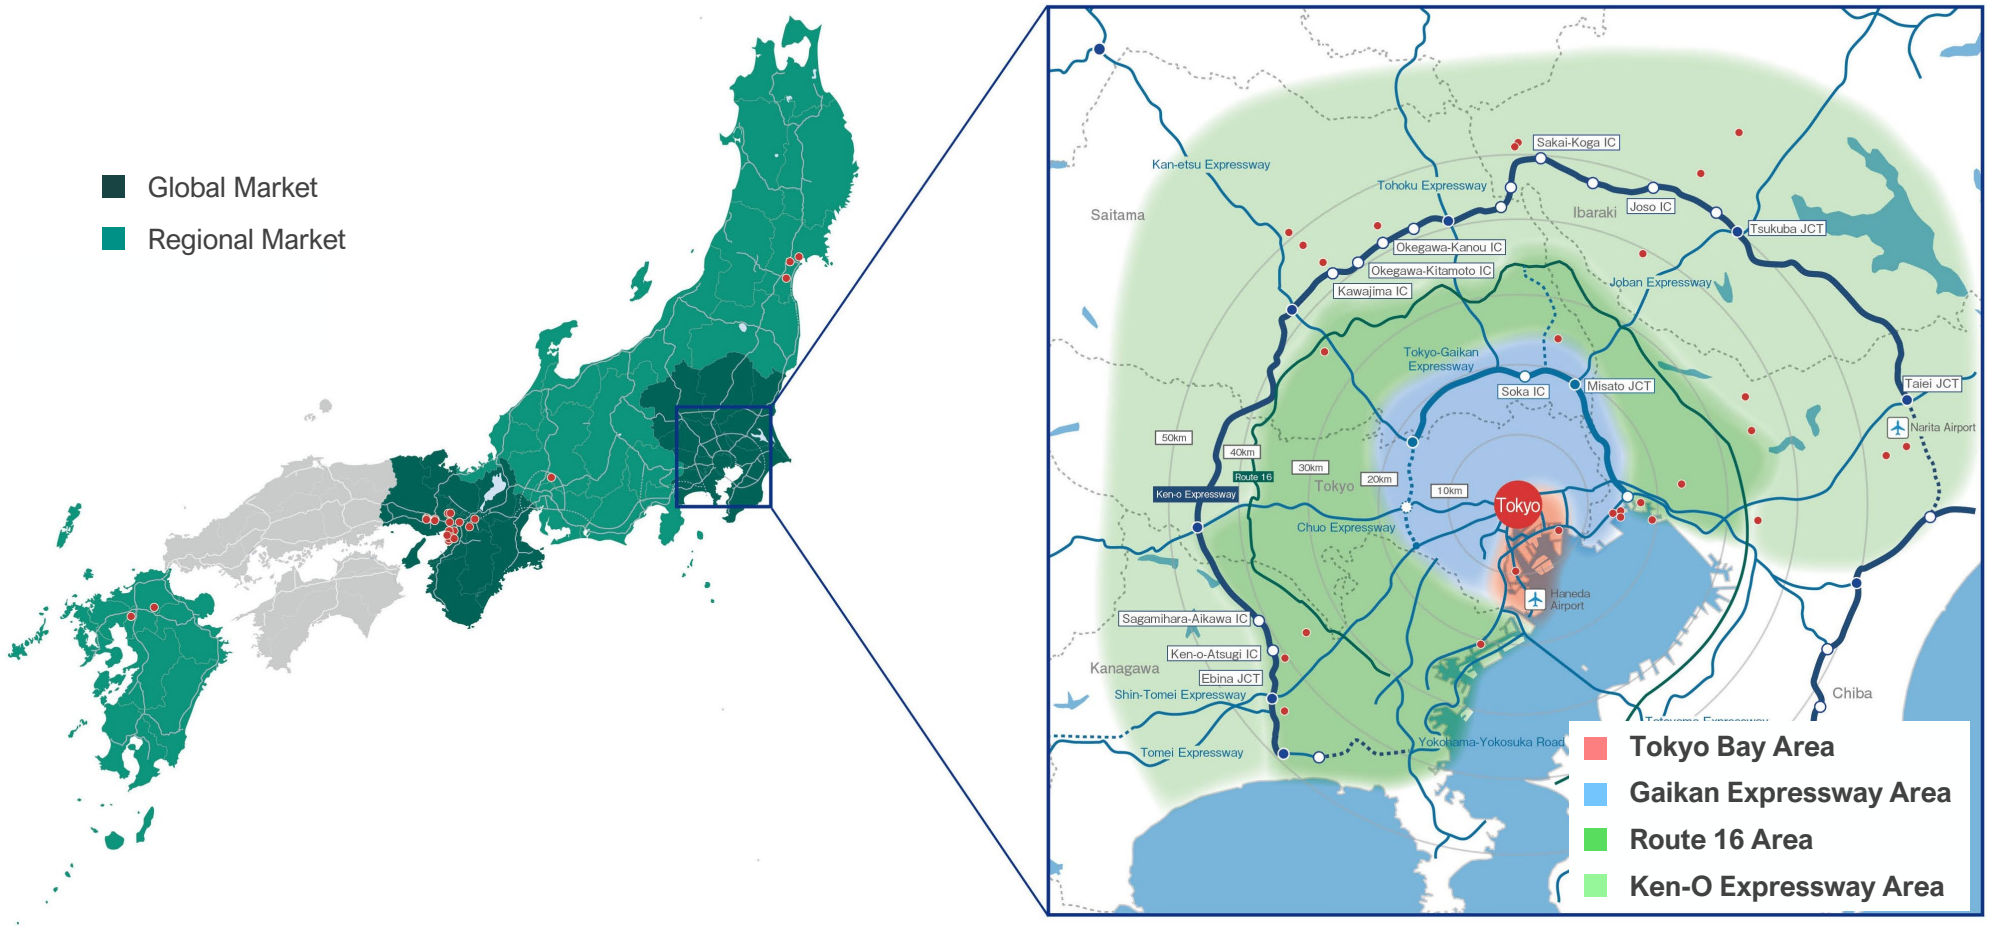 Global Market
Regional Market
Kan-etsu Expressway
Sakai-Koga IC
Tohoku Expressway
Saitama
Ibaraki
Joso IC
Tsukuba JCT
Okegawa-Kanou IC
Okegawa-Kitamoto IC
Kawajima IC
Joban Expressway
Tokyo-Gaikan
Expressway
Soka IC
Misato JCT
Taiei JCT
Narita Airport
50km
40km
30km
20km
10km
Route 16
Tokyo
Ken-o Expressway
Tokyo
Chuo Expressway
Haneda
Airport
Sagamihara-Aikawa IC
Ken-o-Atsugi IC
Kanagawa
Ebina JCT
Shin-Tomei Expressway
Chiba
Tomei Expressway
Yokohama-Yokosuka Road
Tokyo Bay Area
Gaikan Expressway Area
Route 16 Area
Ken-O Expressway Area